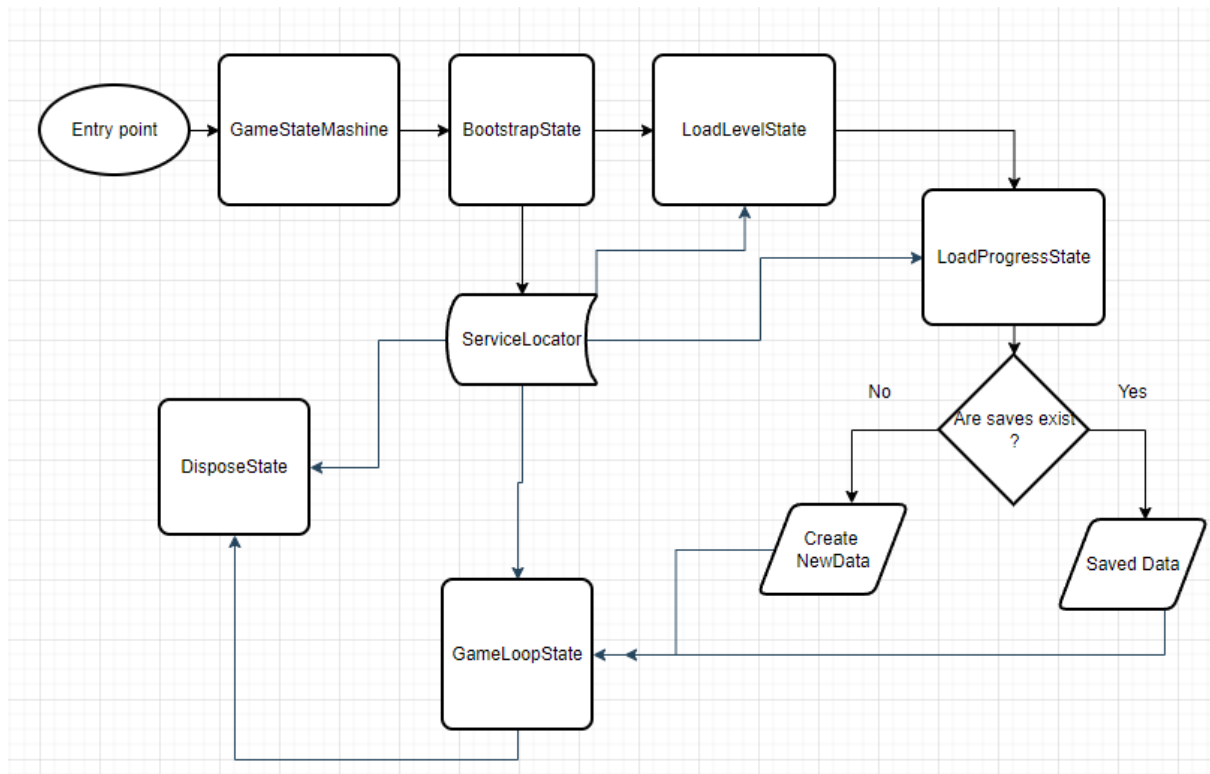 Entry point
GameStateMashine
BootstrapState
LoadLevelState
LoadProgressState
ServiceLocator
No
Yes
Are saves exist
?
DisposeState
Create
NewData
Saved Data
GameLoopState